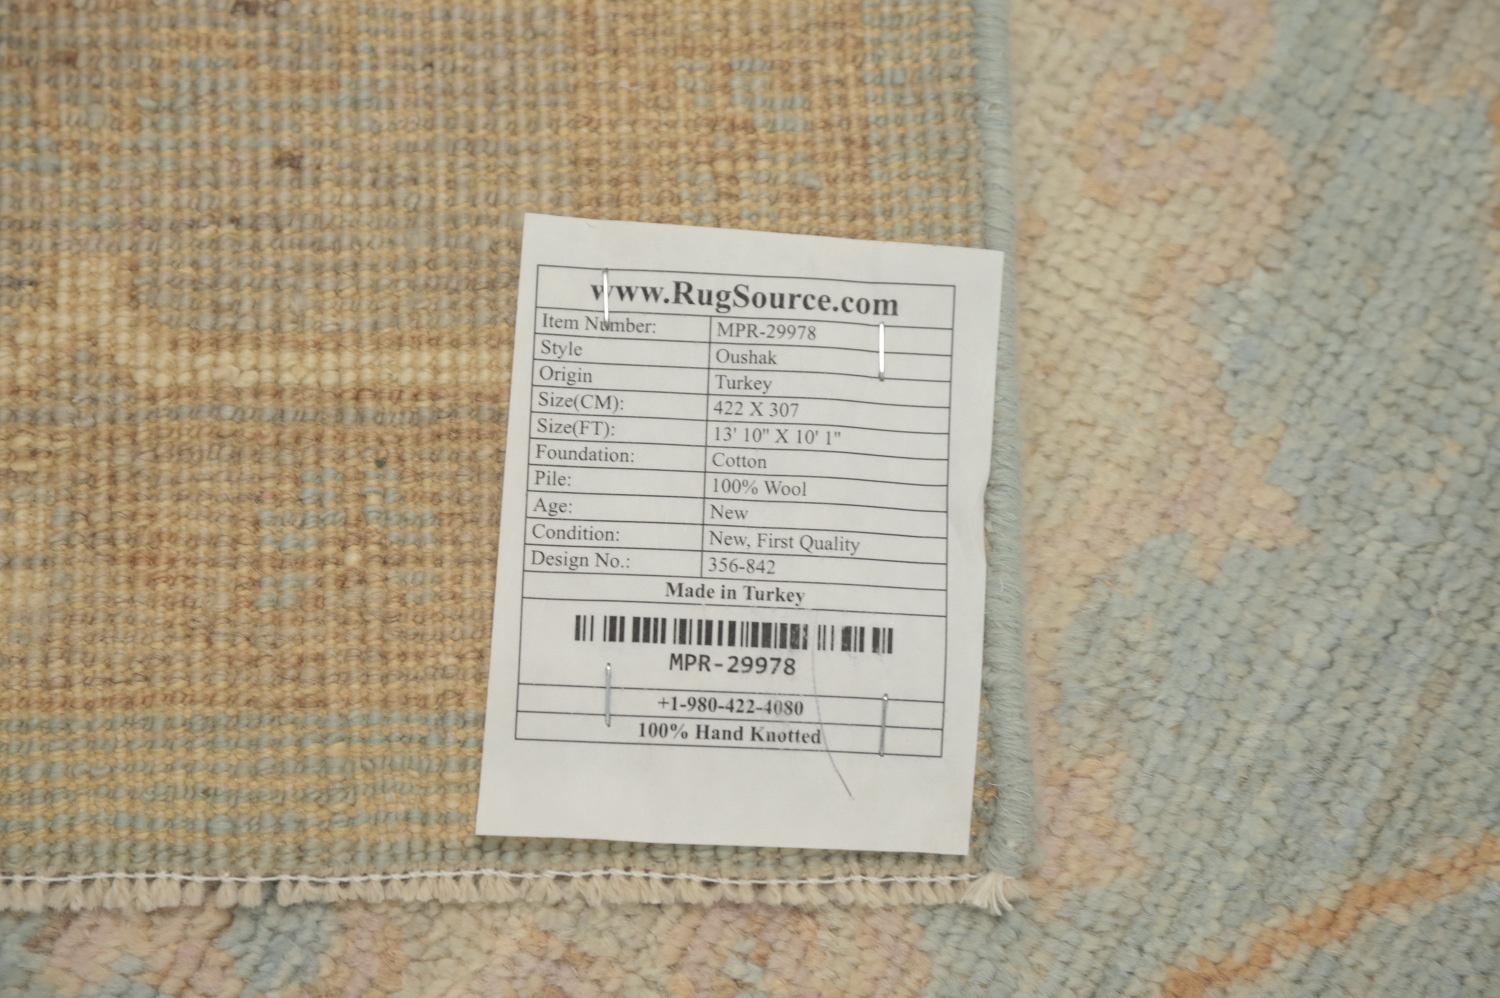 www.RugSource.com
Item Number: MPR-29978
Style Oushak
Origin Turkey
Size(CM): 422 X 307
Size(FT): 13' 10" X 10' 1"
Foundation: Cotton
Pile: 100% Wool
Age: New
Condition: New, First Quality
Design No.: 356-842
Made in Turkey
MPR-29978
+1-980-422-4080
100% Hand Knotted